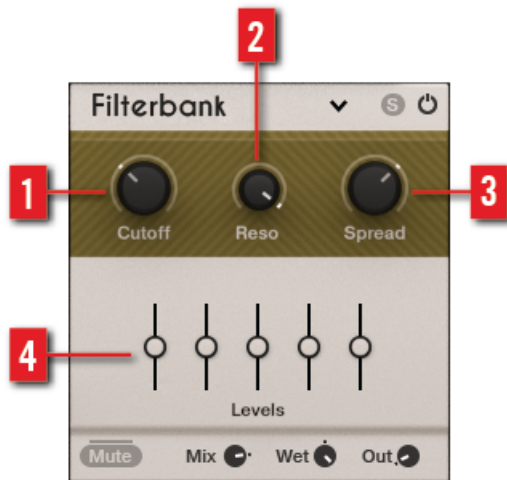 2
Filterbank S
1 3
Cutoff Reso Spread
4
Levels
Mute Mix Wet Out